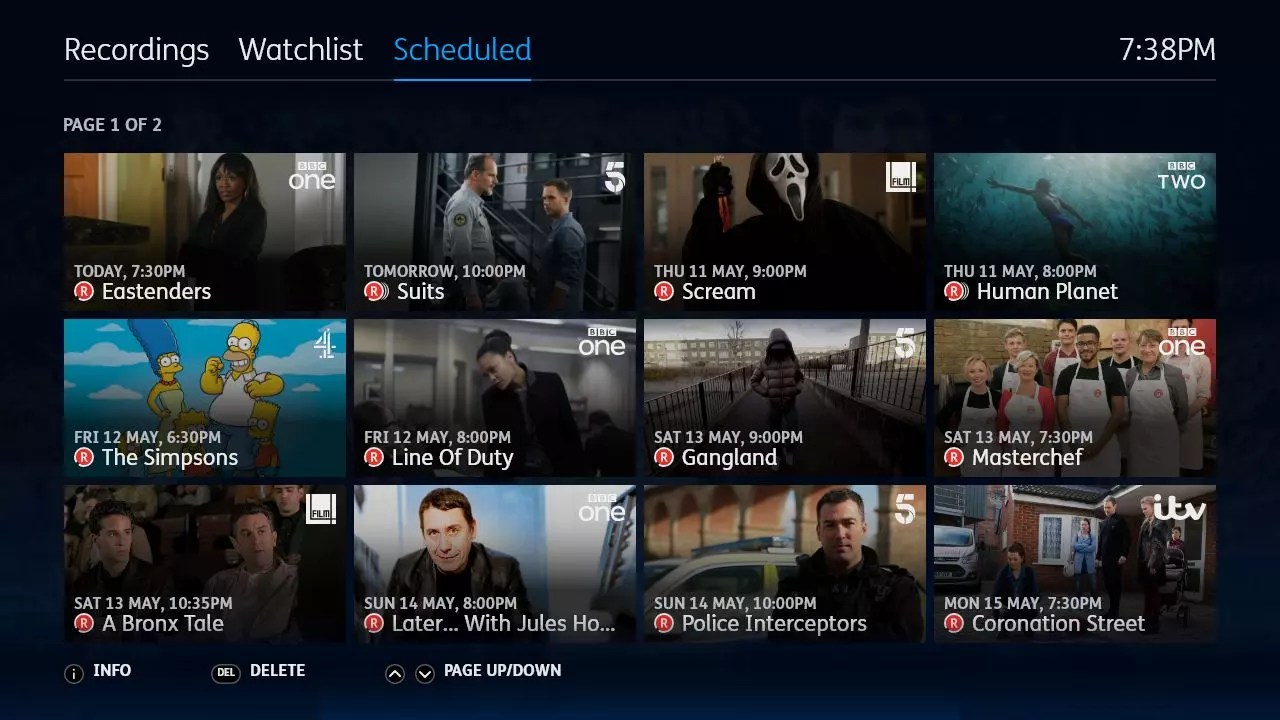 Recordings Watchlist Scheduled 7:38PM
PAGE 1 OF 2
BBC one
TODAY, 7:30PM
R Eastenders
5
TOMORROW, 10:00PM
R Suits
FILM4
THU 11 MAY, 9:00PM
R Scream
BBC TWO
THU 11 MAY, 8:00PM
R Human Planet
4
FRI 12 MAY, 6:30PM
R The Simpsons
BBC one
FRI 12 MAY, 8:00PM
R Line Of Duty
5
SAT 13 MAY, 9:00PM
R Gangland
BBC one
SAT 13 MAY, 7:30PM
R Masterchef
FILM4
SAT 13 MAY, 10:35PM
R A Bronx Tale
BBC one
SUN 14 MAY, 8:00PM
R Later... With Jules Ho...
5
SUN 14 MAY, 10:00PM
R Police Interceptors
itv
MON 15 MAY, 7:30PM
R Coronation Street
i INFO DEL DELETE PAGE UP/DOWN